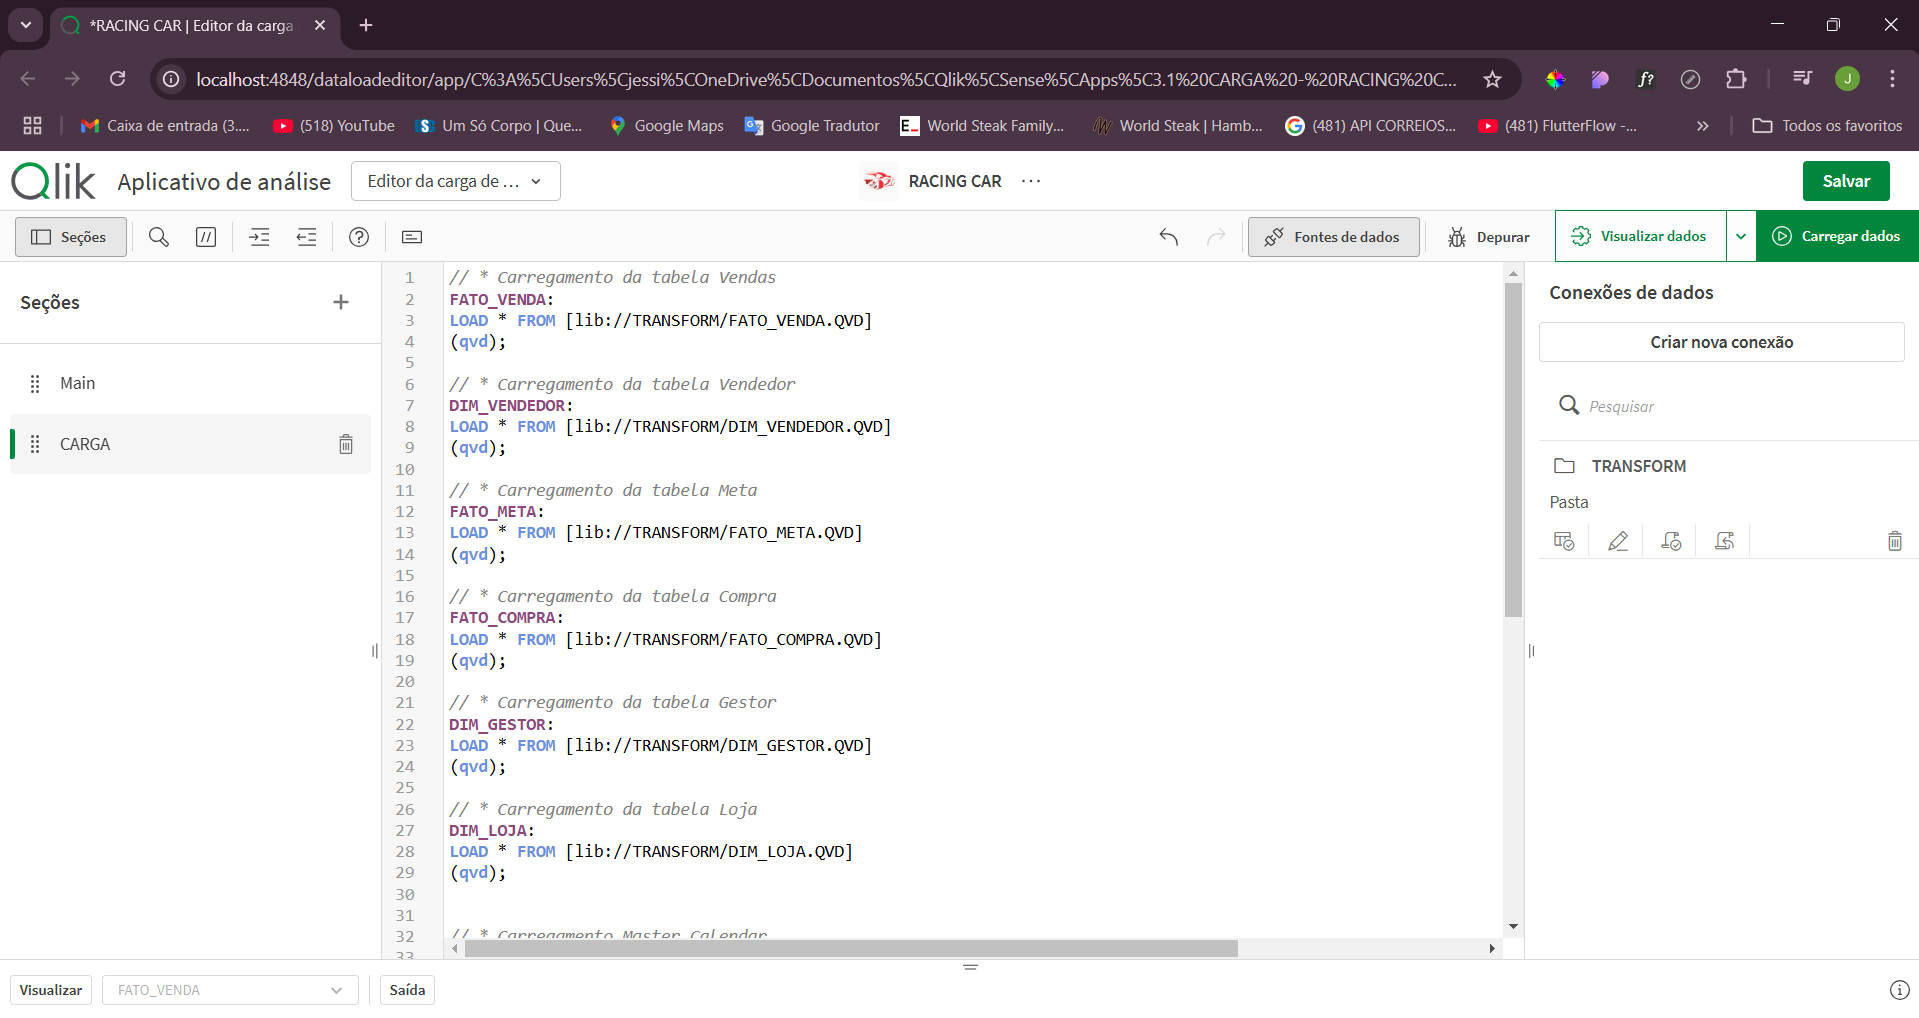 *RACING CAR | Editor da carga
localhost:4848/dataloadeditor/app/C%3A%5CUsers%5Cjessi%5COneDrive%5CDocumentos%5CQlik%5CSense%5CApps%5C3.1%20CARGA%20-%20RACING%20C...
f?
J
Caixa de entrada (3....
(518) YouTube
Um Só Corpo | Que...
Google Maps
Google Tradutor
World Steak Family...
World Steak | Hamb...
(481) API CORREIOS...
(481) FlutterFlow -...
Todos os favoritos
Qlik
Aplicativo de análise
Editor da carga de ...
RACING CAR
Salvar
Seções
Fontes de dados
Depurar
Visualizar dados
Carregar dados
Seções
Main
CARGA
1 // * Carregamento da tabela Vendas
2 FATO_VENDA:
3 LOAD * FROM [lib://TRANSFORM/FATO_VENDA.QVD]
4 (qvd);
5
6 // * Carregamento da tabela Vendedor
7 DIM_VENDEDOR:
8 LOAD * FROM [lib://TRANSFORM/DIM_VENDEDOR.QVD]
9 (qvd);
10
11 // * Carregamento da tabela Meta
12 FATO_META:
13 LOAD * FROM [lib://TRANSFORM/FATO_META.QVD]
14 (qvd);
15
16 // * Carregamento da tabela Compra
17 FATO_COMPRA:
18 LOAD * FROM [lib://TRANSFORM/FATO_COMPRA.QVD]
19 (qvd);
20
21 // * Carregamento da tabela Gestor
22 DIM_GESTOR:
23 LOAD * FROM [lib://TRANSFORM/DIM_GESTOR.QVD]
24 (qvd);
25
26 // * Carregamento da tabela Loja
27 DIM_LOJA:
28 LOAD * FROM [lib://TRANSFORM/DIM_LOJA.QVD]
29 (qvd);
30
31
32 // * Carregamento Master Calendar
33
Conexões de dados
Criar nova conexão
Pesquisar
TRANSFORM
Pasta
Visualizar
FATO_VENDA
Saída